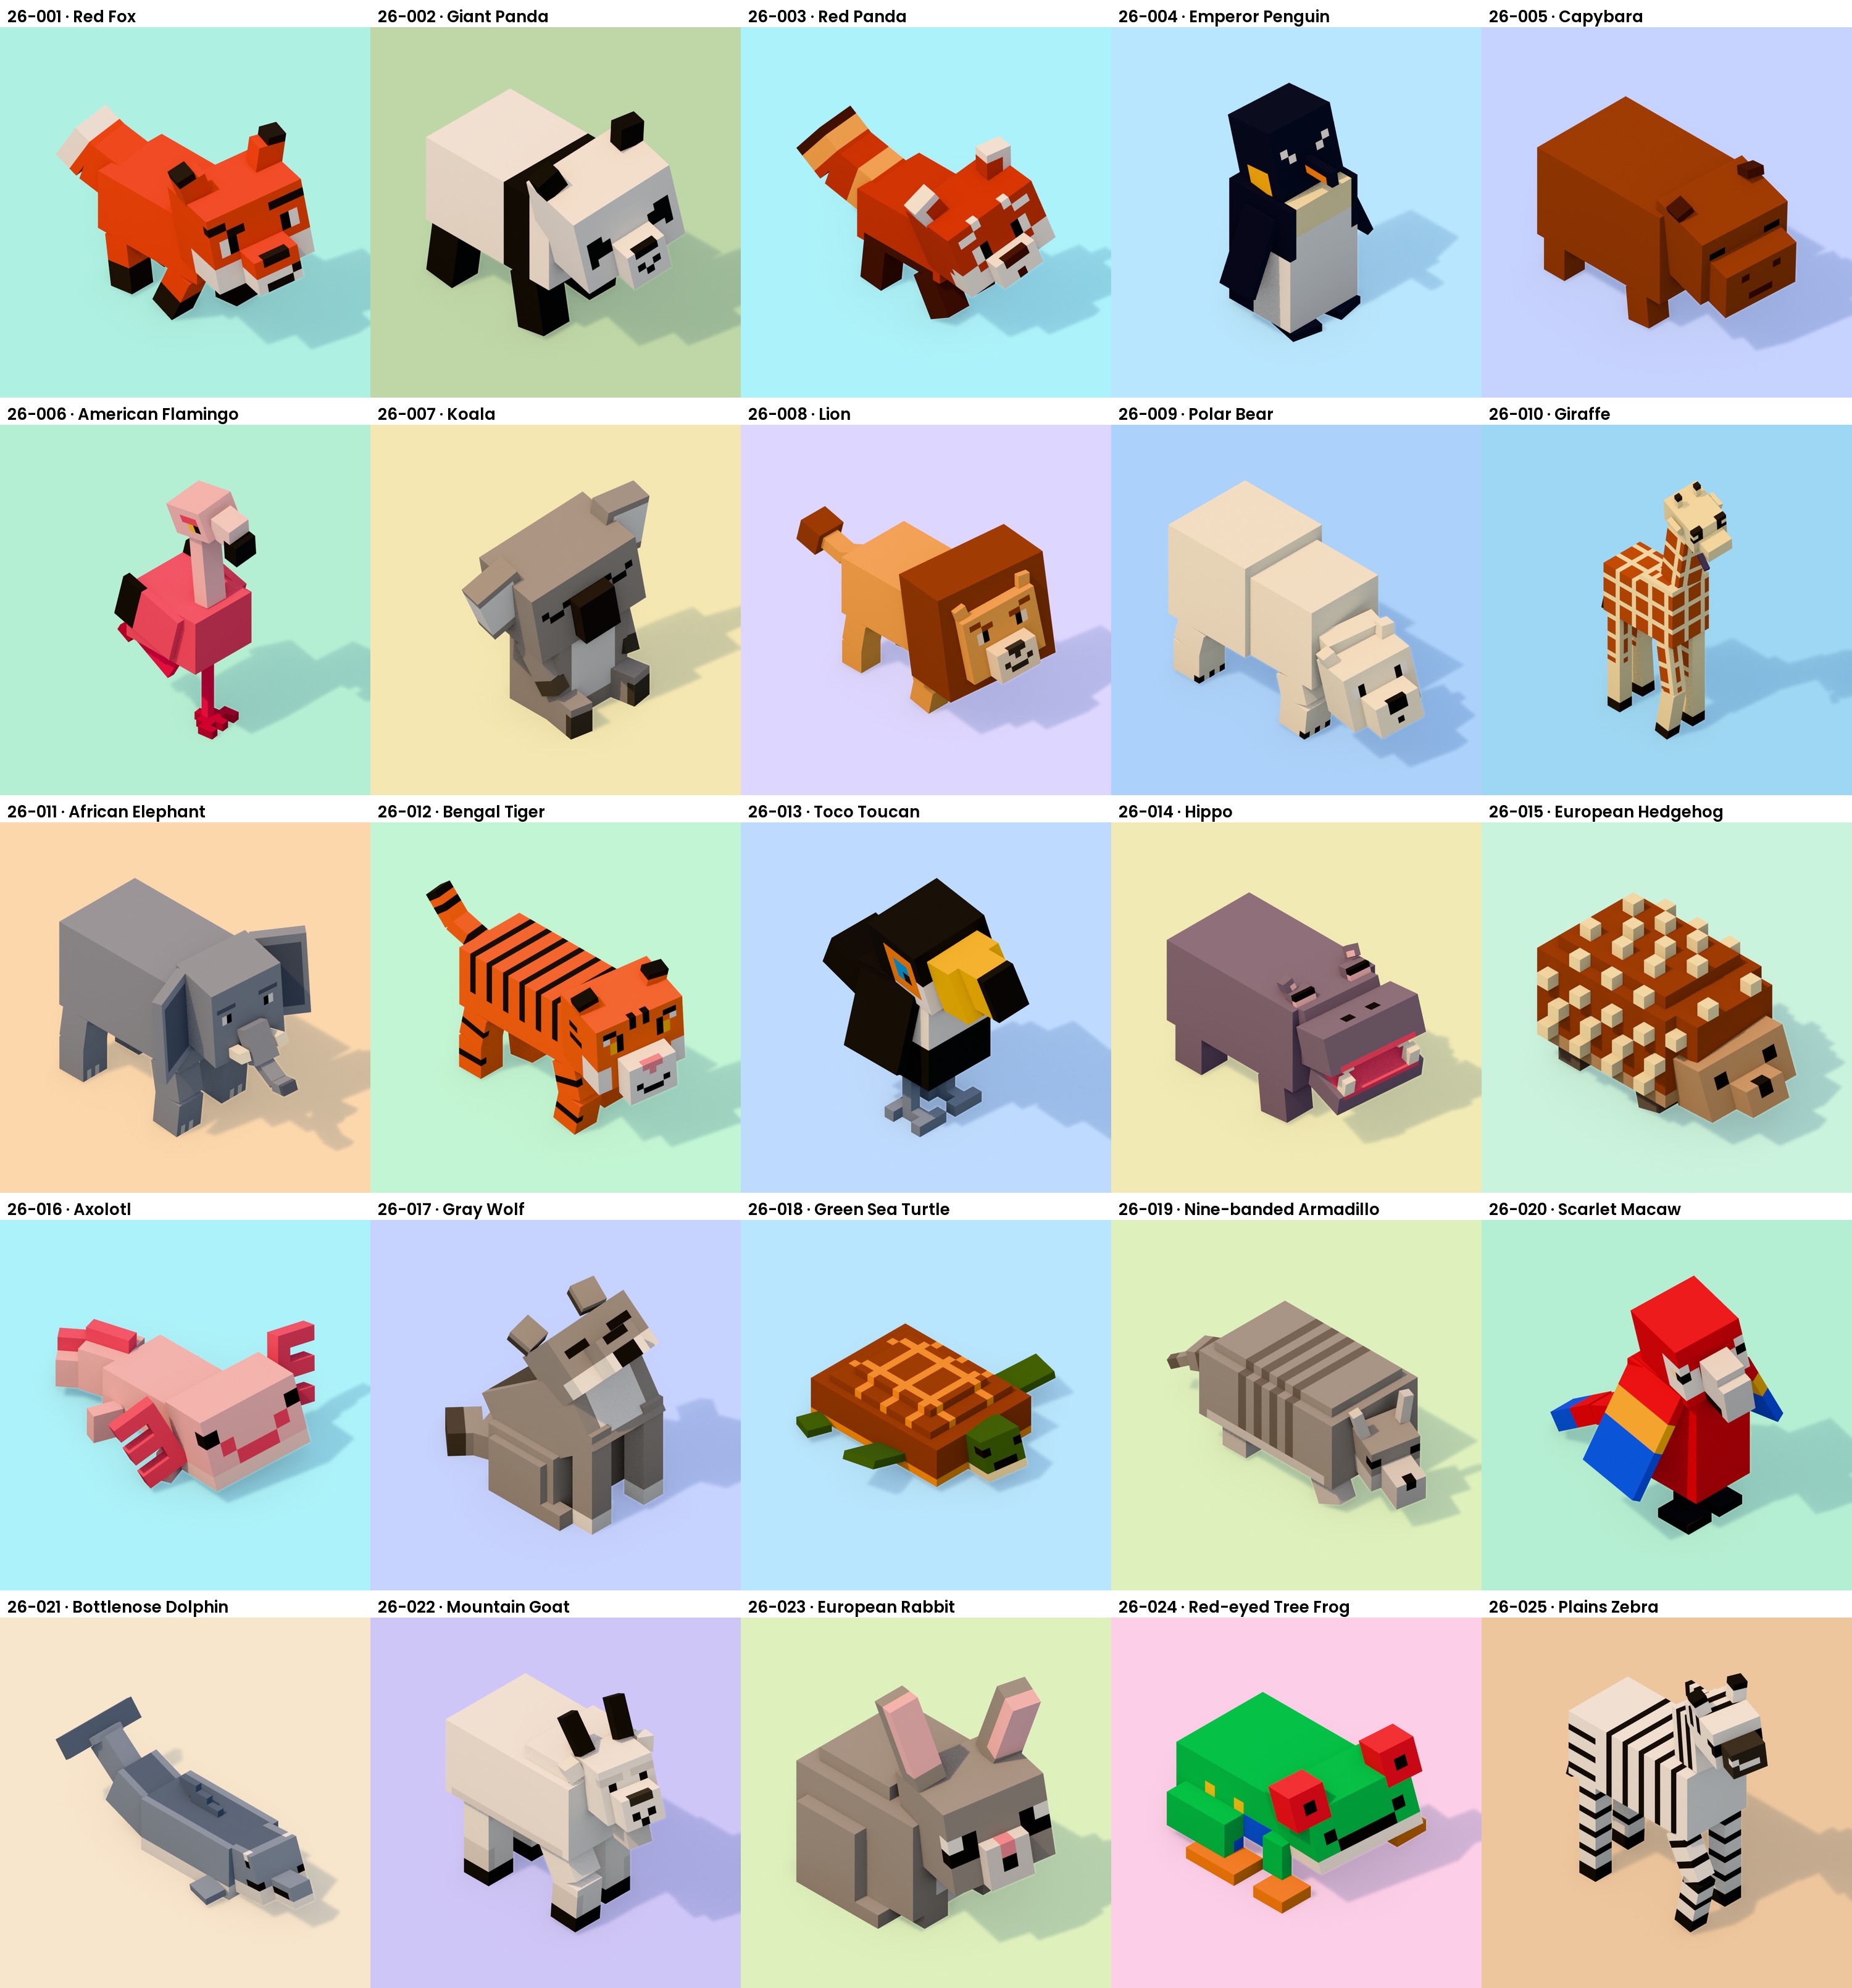 26-001 · Red Fox
26-002 · Giant Panda
26-003 · Red Panda
26-004 · Emperor Penguin
26-005 · Capybara
26-006 · American Flamingo
26-007 · Koala
26-008 · Lion
26-009 · Polar Bear
26-010 · Giraffe
26-011 · African Elephant
26-012 · Bengal Tiger
26-013 · Toco Toucan
26-014 · Hippo
26-015 · European Hedgehog
26-016 · Axolotl
26-017 · Gray Wolf
26-018 · Green Sea Turtle
26-019 · Nine-banded Armadillo
26-020 · Scarlet Macaw
26-021 · Bottlenose Dolphin
26-022 · Mountain Goat
26-023 · European Rabbit
26-024 · Red-eyed Tree Frog
26-025 · Plains Zebra